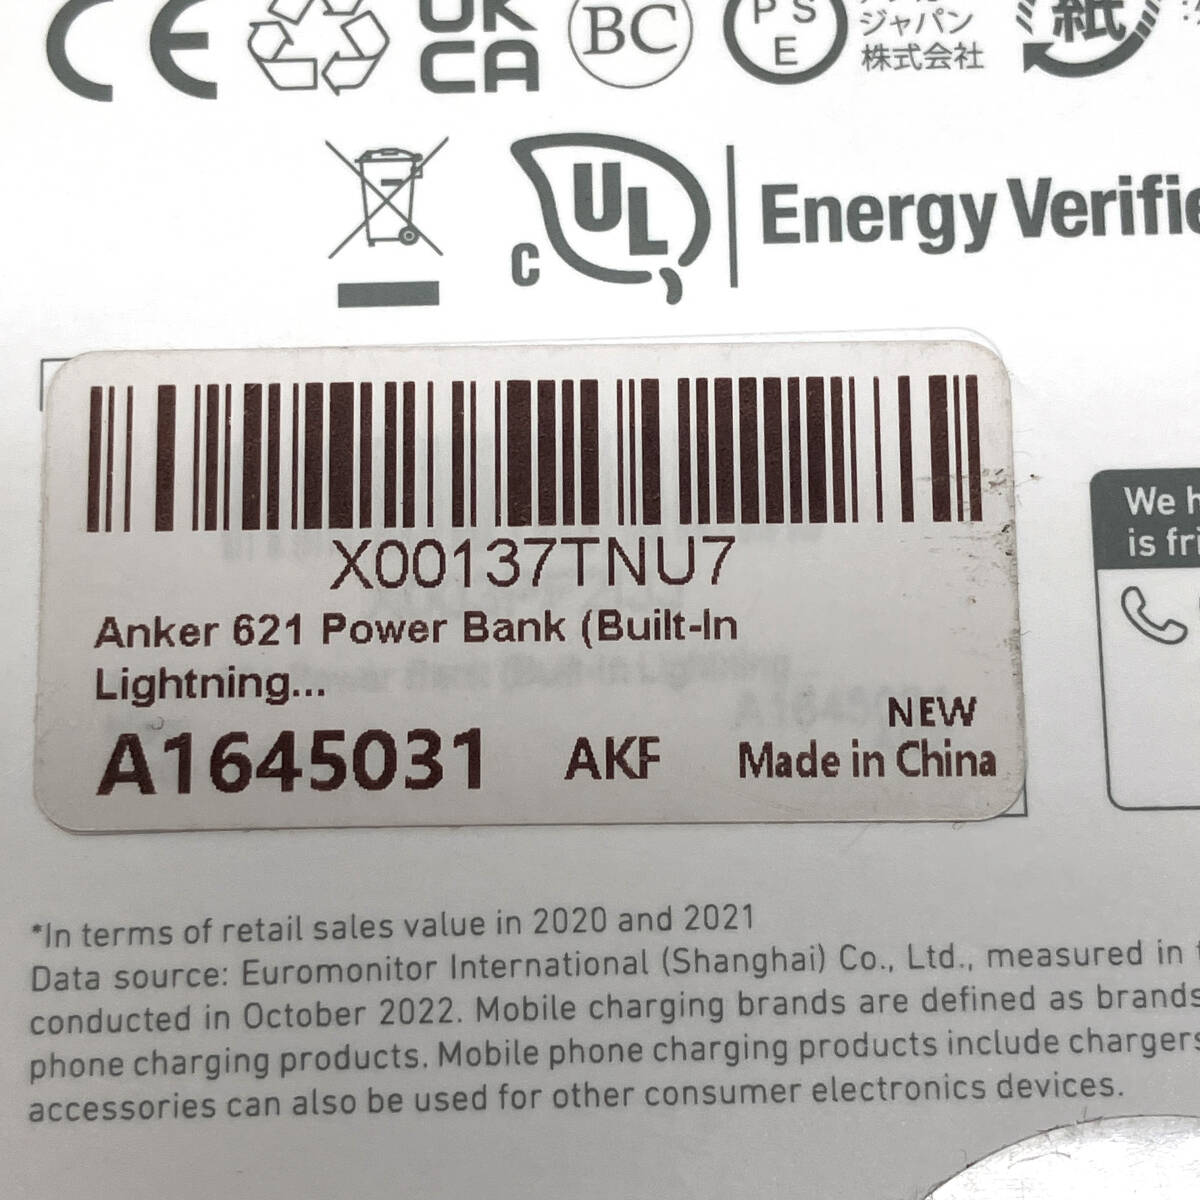 CE UK
CA BC PSE
ジャパン
株式会社
紙
c UL Energy Verifie
X00137TNU7
Anker 621 Power Bank (Built-In
Lightning...
NEW
A1645031 AKF Made in China
We h
is fri
*In terms of retail sales value in 2020 and 2021
Data source: Euromonitor International (Shanghai) Co., Ltd., measured in
conducted in October 2022. Mobile charging brands are defined as brands
phone charging products. Mobile phone charging products include chargers
accessories can also be used for other consumer electronics devices.